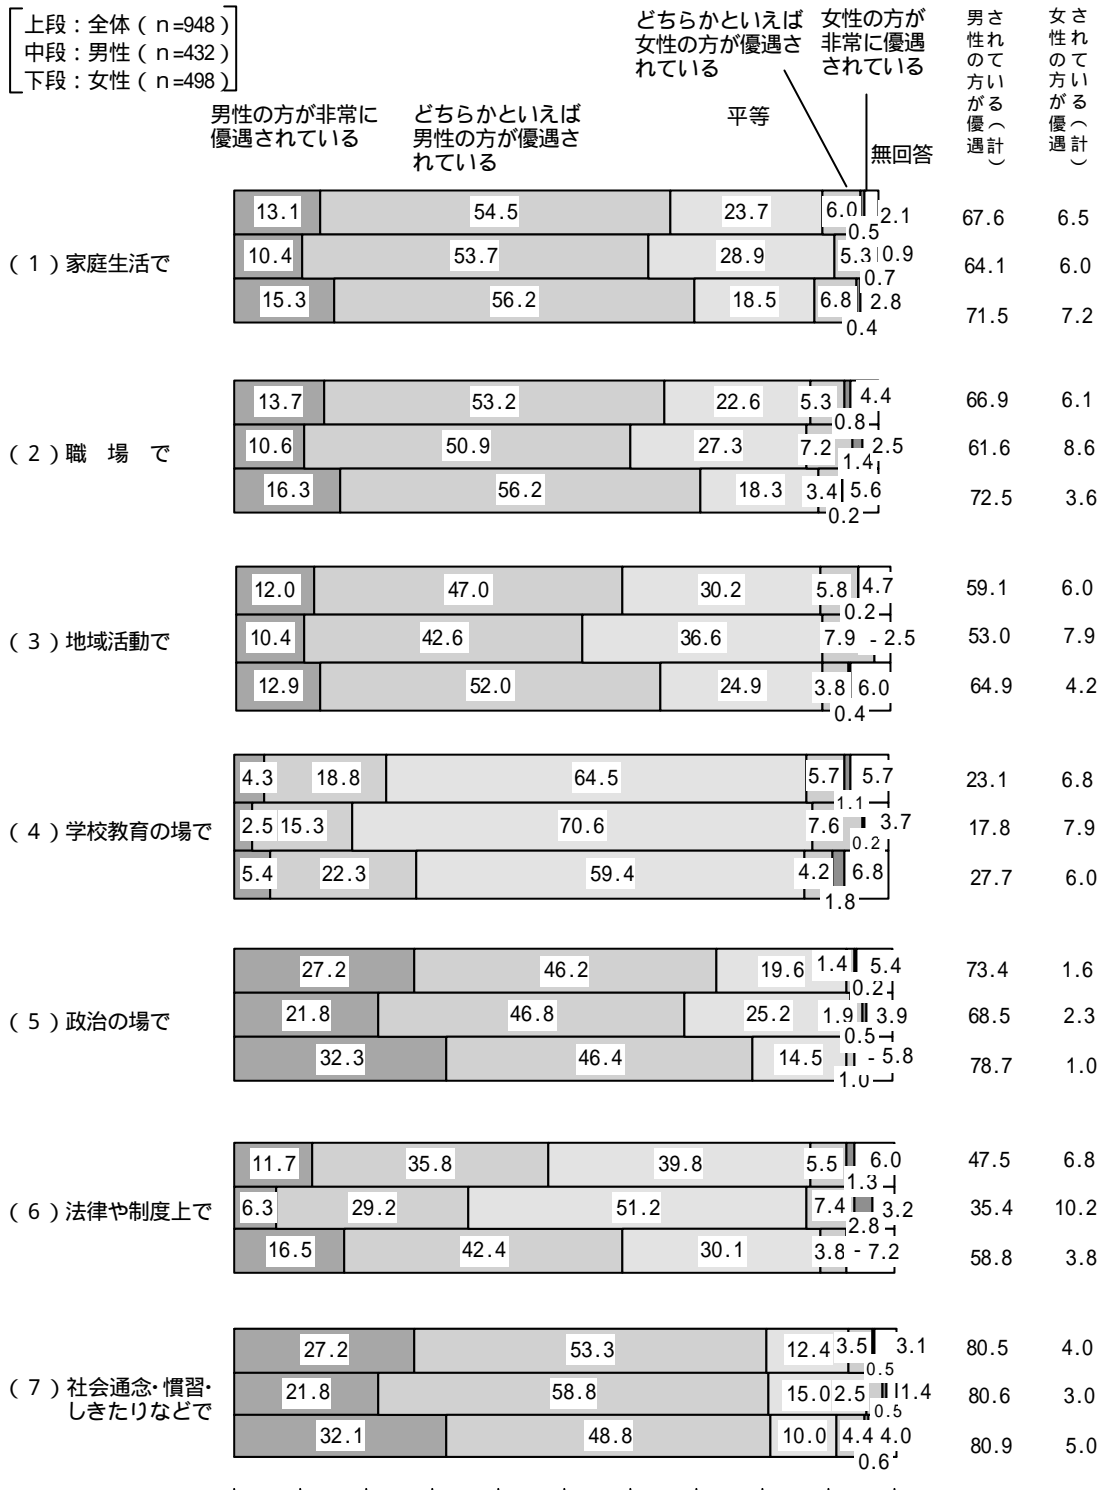 上段：全体（ｎ=948）
中段：男性（ｎ=432）
下段：女性（ｎ=498）
男性の方が非常に
優遇されている
どちらかといえば
男性の方が優遇さ
れている
平等
どちらかといえば
女性の方が優遇さ
れている
女性の方が
非常に優遇
されている
無回答
男性の方が優遇
されている（計）
女性の方が優遇
されている（計）
（１）家庭生活で
13.1 54.5 23.7 6.0 0.5 2.1 67.6 6.5
10.4 53.7 28.9 5.3 0.7 0.9 64.1 6.0
15.3 56.2 18.5 6.8 0.4 2.8 71.5 7.2
（２）職　場　で
13.7 53.2 22.6 5.3 0.8 4.4 66.9 6.1
10.6 50.9 27.3 7.2 1.4 2.5 61.6 8.6
16.3 56.2 18.3 3.4 0.2 5.6 72.5 3.6
（３）地域活動で
12.0 47.0 30.2 5.8 0.2 4.7 59.1 6.0
10.4 42.6 36.6 7.9 - 2.5 53.0 7.9
12.9 52.0 24.9 3.8 0.4 6.0 64.9 4.2
（４）学校教育の場で
4.3 18.8 64.5 5.7 1.1 5.7 23.1 6.8
2.5 15.3 70.6 7.6 0.2 3.7 17.8 7.9
5.4 22.3 59.4 4.2 1.8 6.8 27.7 6.0
（５）政治の場で
27.2 46.2 19.6 1.4 0.2 5.4 73.4 1.6
21.8 46.8 25.2 1.9 0.5 3.9 68.5 2.3
32.3 46.4 14.5 1.0 - 5.8 78.7 1.0
（６）法律や制度上で
11.7 35.8 39.8 5.5 1.3 6.0 47.5 6.8
6.3 29.2 51.2 7.4 2.8 3.2 35.4 10.2
16.5 42.4 30.1 3.8 - 7.2 58.8 3.8
（７）社会通念・慣習・
しきたりなどで
27.2 53.3 12.4 3.5 0.5 3.1 80.5 4.0
21.8 58.8 15.0 2.5 0.5 1.4 80.6 3.0
32.1 48.8 10.0 4.4 0.6 4.0 80.9 5.0